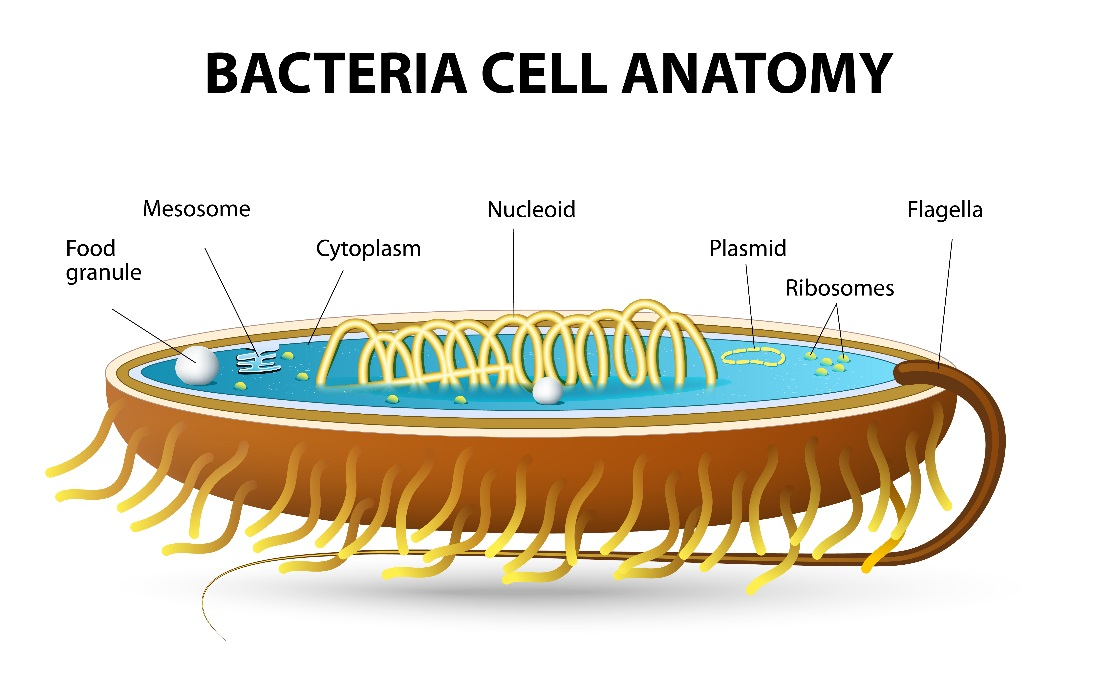 BACTERIA CELL ANATOMY
Mesosome
Nucleoid
Flagella
Food
granule
Cytoplasm
Plasmid
Ribosomes